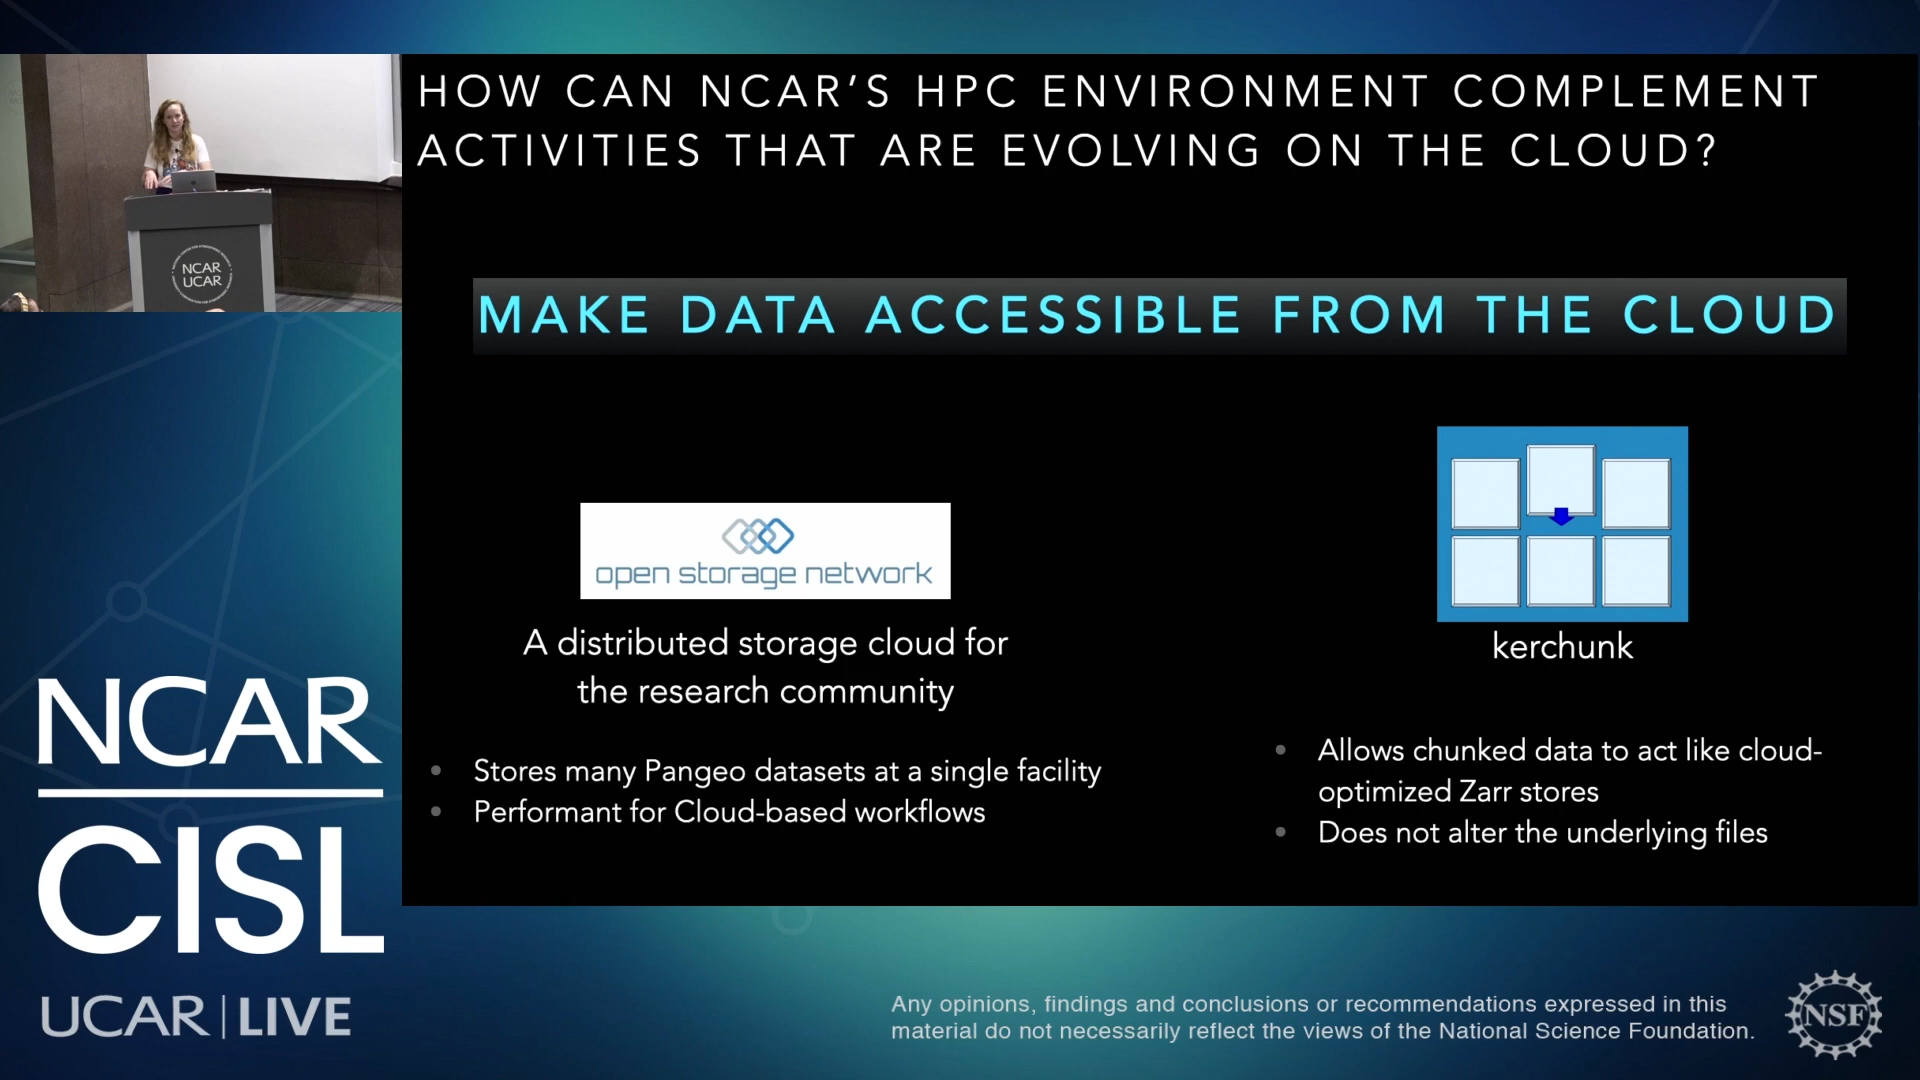 HOW CAN NCAR'S HPC ENVIRONMENT COMPLEMENT
ACTIVITIES THAT ARE EVOLVING ON THE CLOUD?
NCAR
UCAR
MAKE DATA ACCESSIBLE FROM THE CLOUD
open storage network
A distributed storage cloud for
the research community
• Stores many Pangeo datasets at a single facility
• Performant for Cloud-based workflows
kerchunk
• Allows chunked data to act like cloud-
optimized Zarr stores
• Does not alter the underlying files
NCAR
CISL
UCAR | LIVE
Any opinions, findings and conclusions or recommendations expressed in this
material do not necessarily reflect the views of the National Science Foundation.
NSF